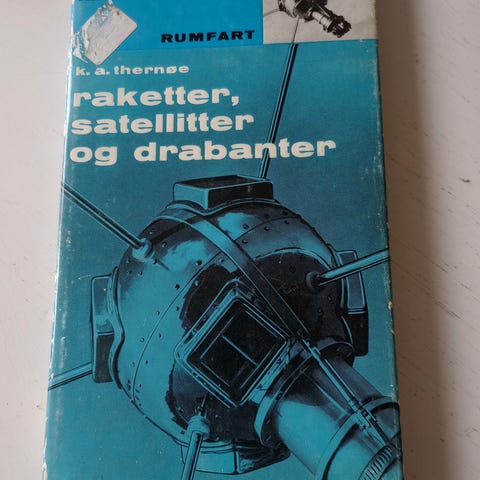 RUMFART
k. a. thernøe
raketter,
satellitter
og drabanter